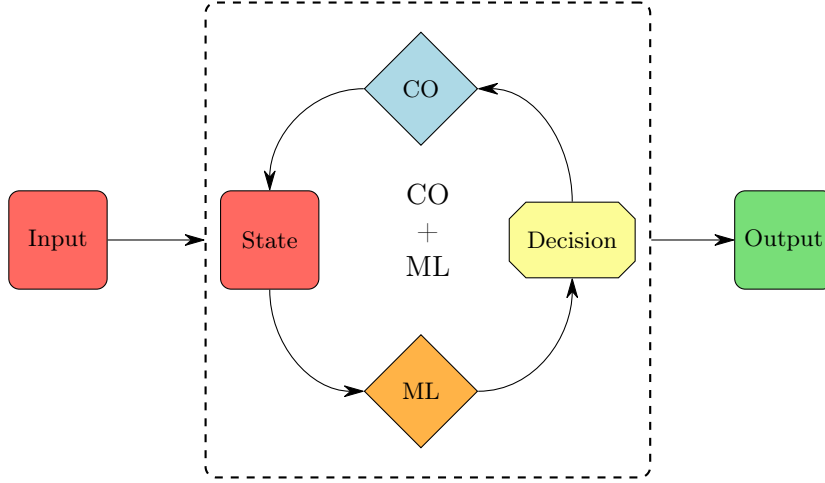 CO
Input
State
CO
+
ML
Decision
Output
ML